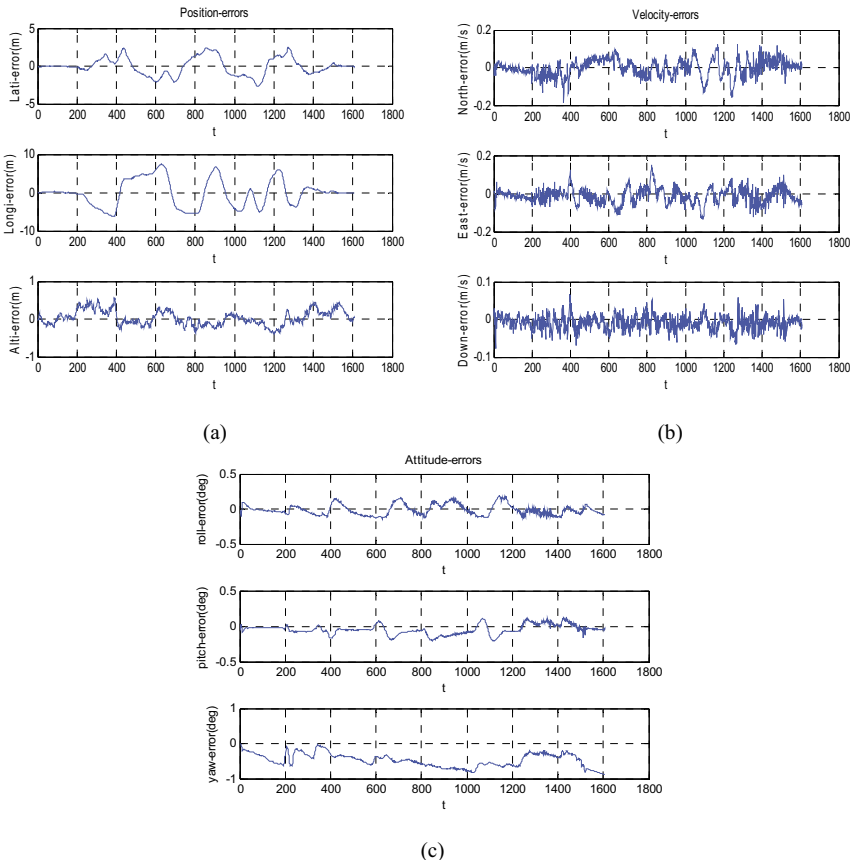 Position-errors
5
0
-5
Lati-error(m)
0 200 400 600 800 1000 1200 1400 1600 1800
t
10
0
-10
Longi-error(m)
0 200 400 600 800 1000 1200 1400 1600 1800
t
1
0
-1
Alti-error(m)
0 200 400 600 800 1000 1200 1400 1600 1800
t
(a)
Velocity-errors
0.2
0
-0.2
North-error(m/s)
0 200 400 600 800 1000 1200 1400 1600 1800
t
0.2
0
-0.2
East-error(m/s)
0 200 400 600 800 1000 1200 1400 1600 1800
t
0.1
0
-0.1
Down-error(m/s)
0 200 400 600 800 1000 1200 1400 1600 1800
t
(b)
Attitude-errors
0.5
0
-0.5
roll-error(deg)
0 200 400 600 800 1000 1200 1400 1600 1800
t
0.5
0
-0.5
pitch-error(deg)
0 200 400 600 800 1000 1200 1400 1600 1800
t
1
0
-1
yaw-error(deg)
0 200 400 600 800 1000 1200 1400 1600 1800
t
(c)